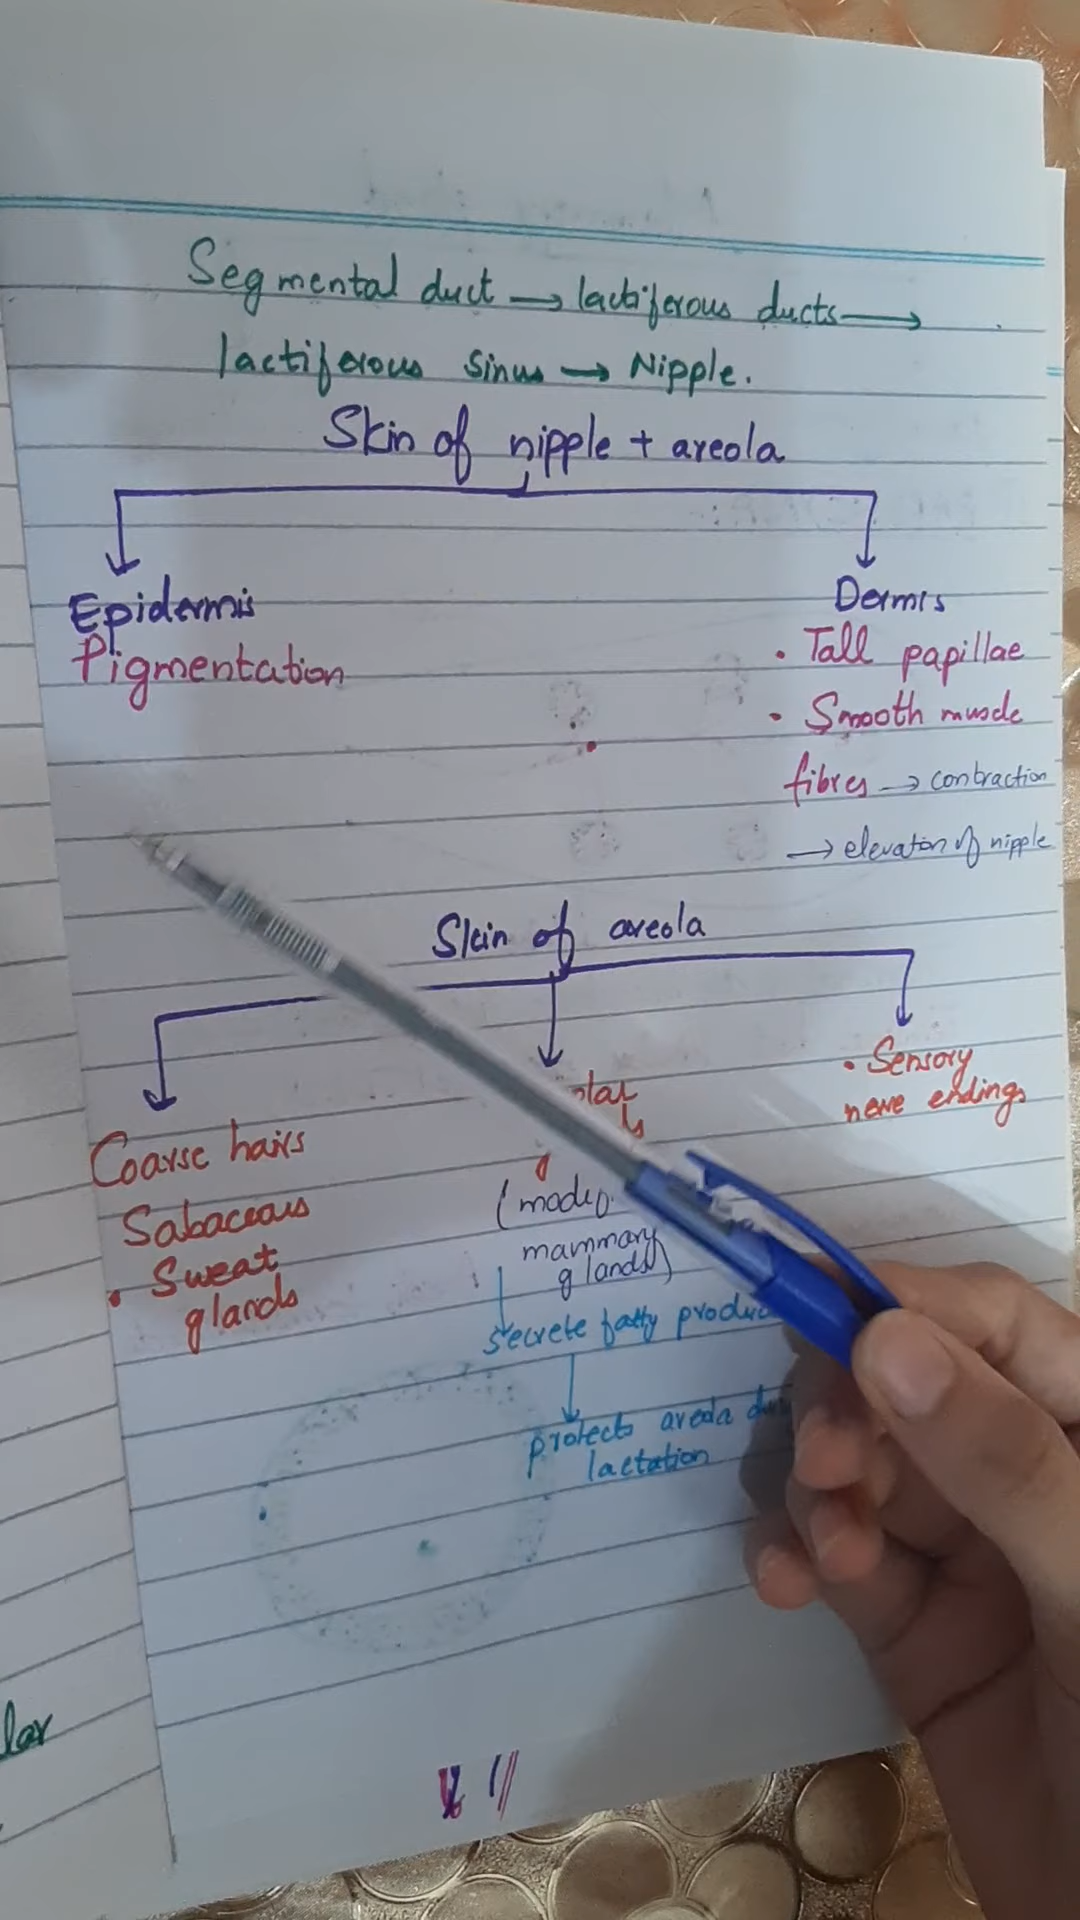 Segmental duct → lactiferous ducts →
lactiferous sinus → Nipple.
Skin of nipple + areola
Epidermis
Pigmentation
Dermis
• Tall papillae
• Smooth muscle
fibres → contraction
→ elevation of nipple
Skin of areola
Coarse hairs
Sabaceous
• Sweat
glands
mammary
glands)
secrete fatty
protects areola
lactation
• Sensory
nerve endings
lar